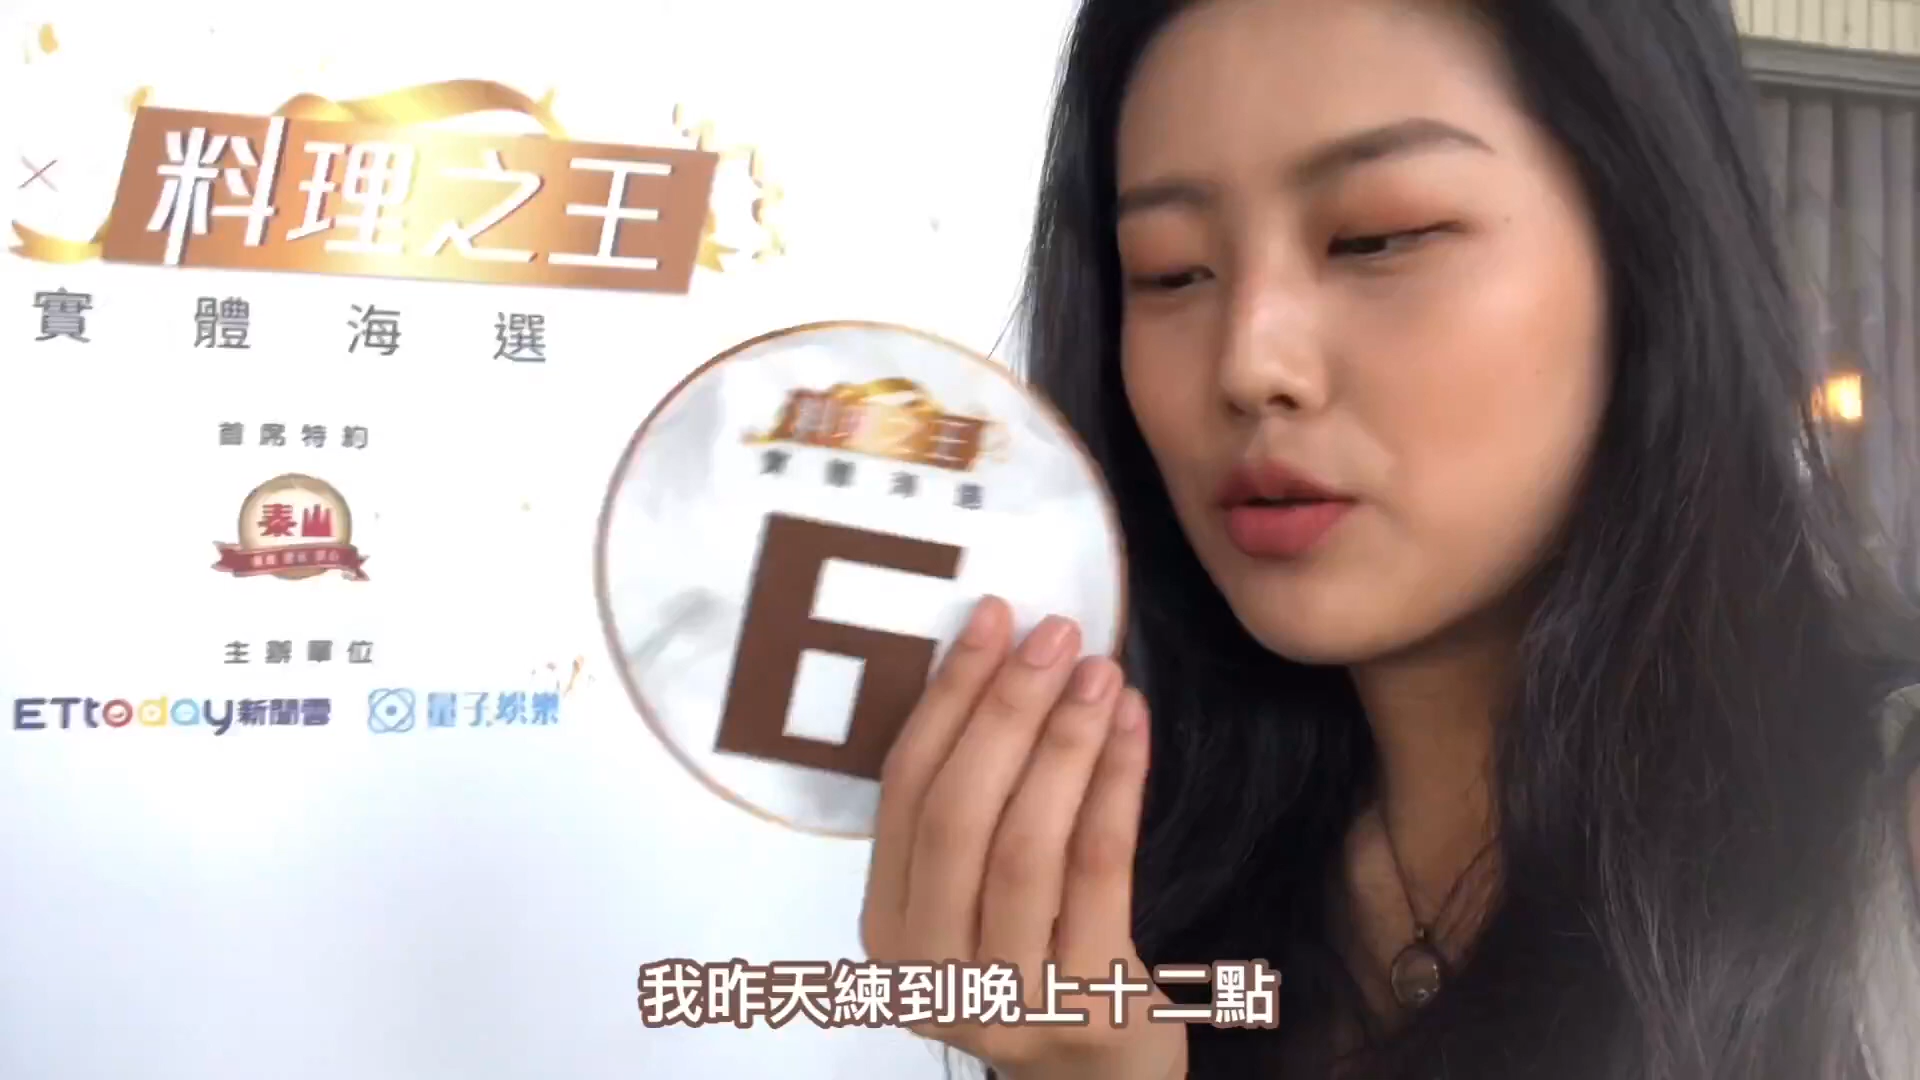 ×
料理之王
實體海選
首席特約
泰山
主辦單位
ETtoday新聞雲
量子娛樂
料理之王
實體海選
6
我昨天練到晚上十二點